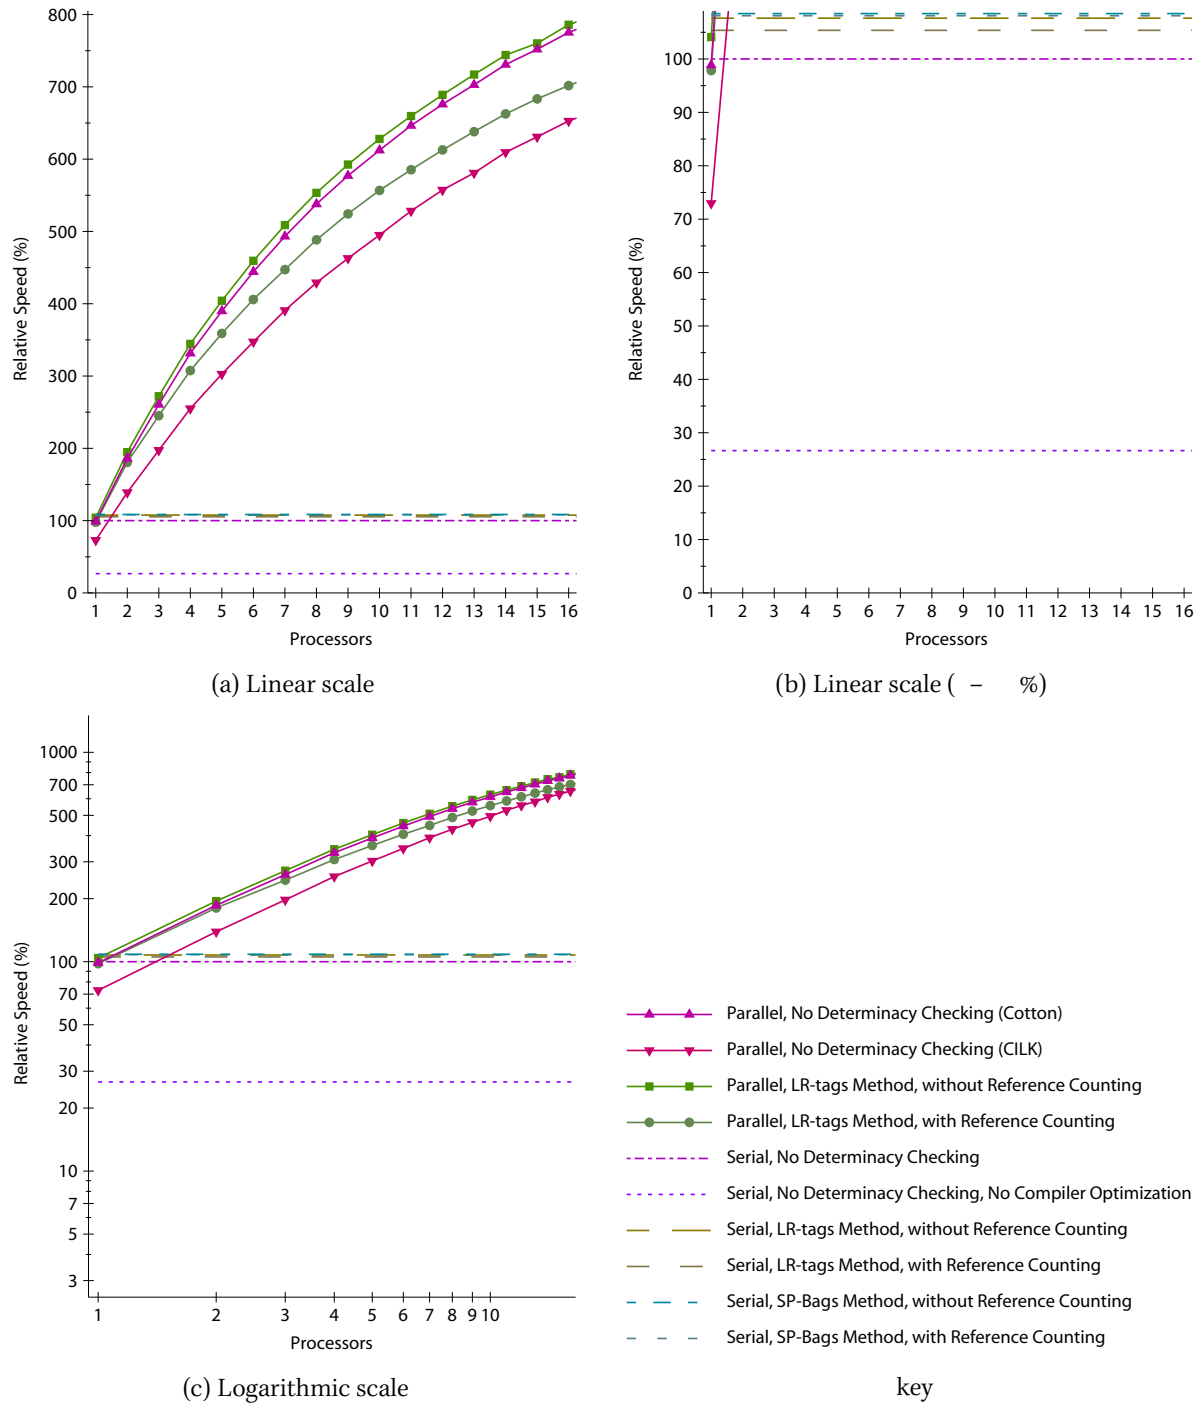 800
700
600
500
400
300
200
100
0
Relative Speed (%)
1 2 3 4 5 6 7 8 9 10 11 12 13 14 15 16
Processors
(a) Linear scale
100
90
80
70
60
50
40
30
20
10
0
Relative Speed (%)
1 2 3 4 5 6 7 8 9 10 11 12 13 14 15 16
Processors
(b) Linear scale ( – %)
1000
700
500
300
200
100
70
50
30
20
10
7
5
3
Relative Speed (%)
1 2 3 4 5 6 7 8 9 10
Processors
(c) Logarithmic scale
Parallel, No Determinacy Checking (Cotton)
Parallel, No Determinacy Checking (CILK)
Parallel, LR-tags Method, without Reference Counting
Parallel, LR-tags Method, with Reference Counting
Serial, No Determinacy Checking
Serial, No Determinacy Checking, No Compiler Optimization
Serial, LR-tags Method, without Reference Counting
Serial, LR-tags Method, with Reference Counting
Serial, SP-Bags Method, without Reference Counting
Serial, SP-Bags Method, with Reference Counting
key